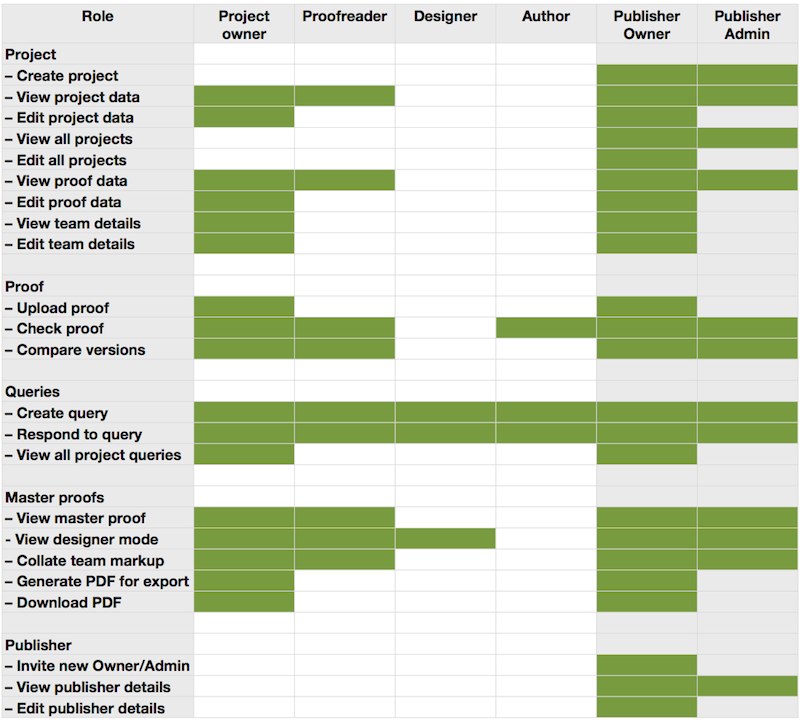 Role Project owner Proofreader Designer Author Publisher Owner Publisher Admin
Project
– Create project
– View project data
– Edit project data
– View all projects
– Edit all projects
– View proof data
– Edit proof data
– View team details
– Edit team details
Proof
– Upload proof
– Check proof
– Compare versions
Queries
– Create query
– Respond to query
– View all project queries
Master proofs
– View master proof
- View designer mode
– Collate team markup
– Generate PDF for export
– Download PDF
Publisher
– Invite new Owner/Admin
– View publisher details
– Edit publisher details